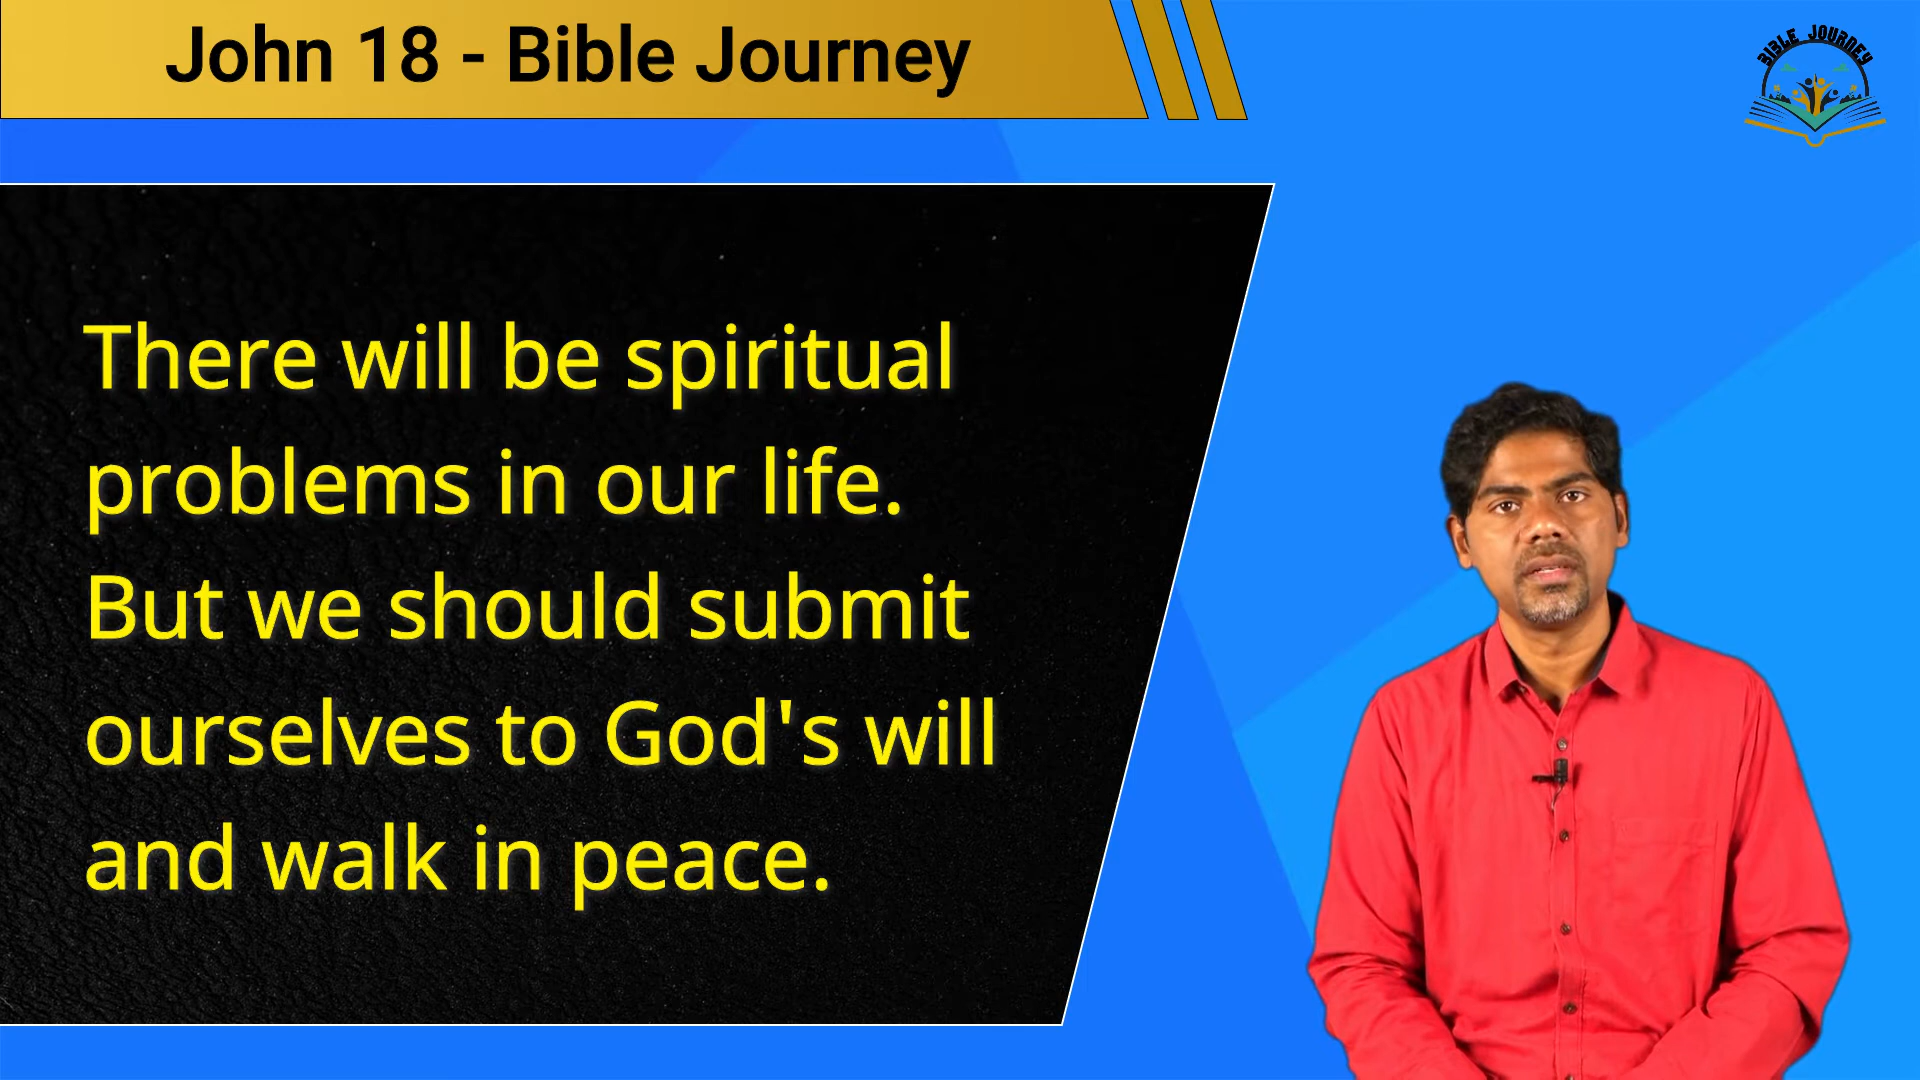 John 18 - Bible Journey
BIBLE JOURNEY
There will be spiritual
problems in our life.
But we should submit
ourselves to God's will
and walk in peace.